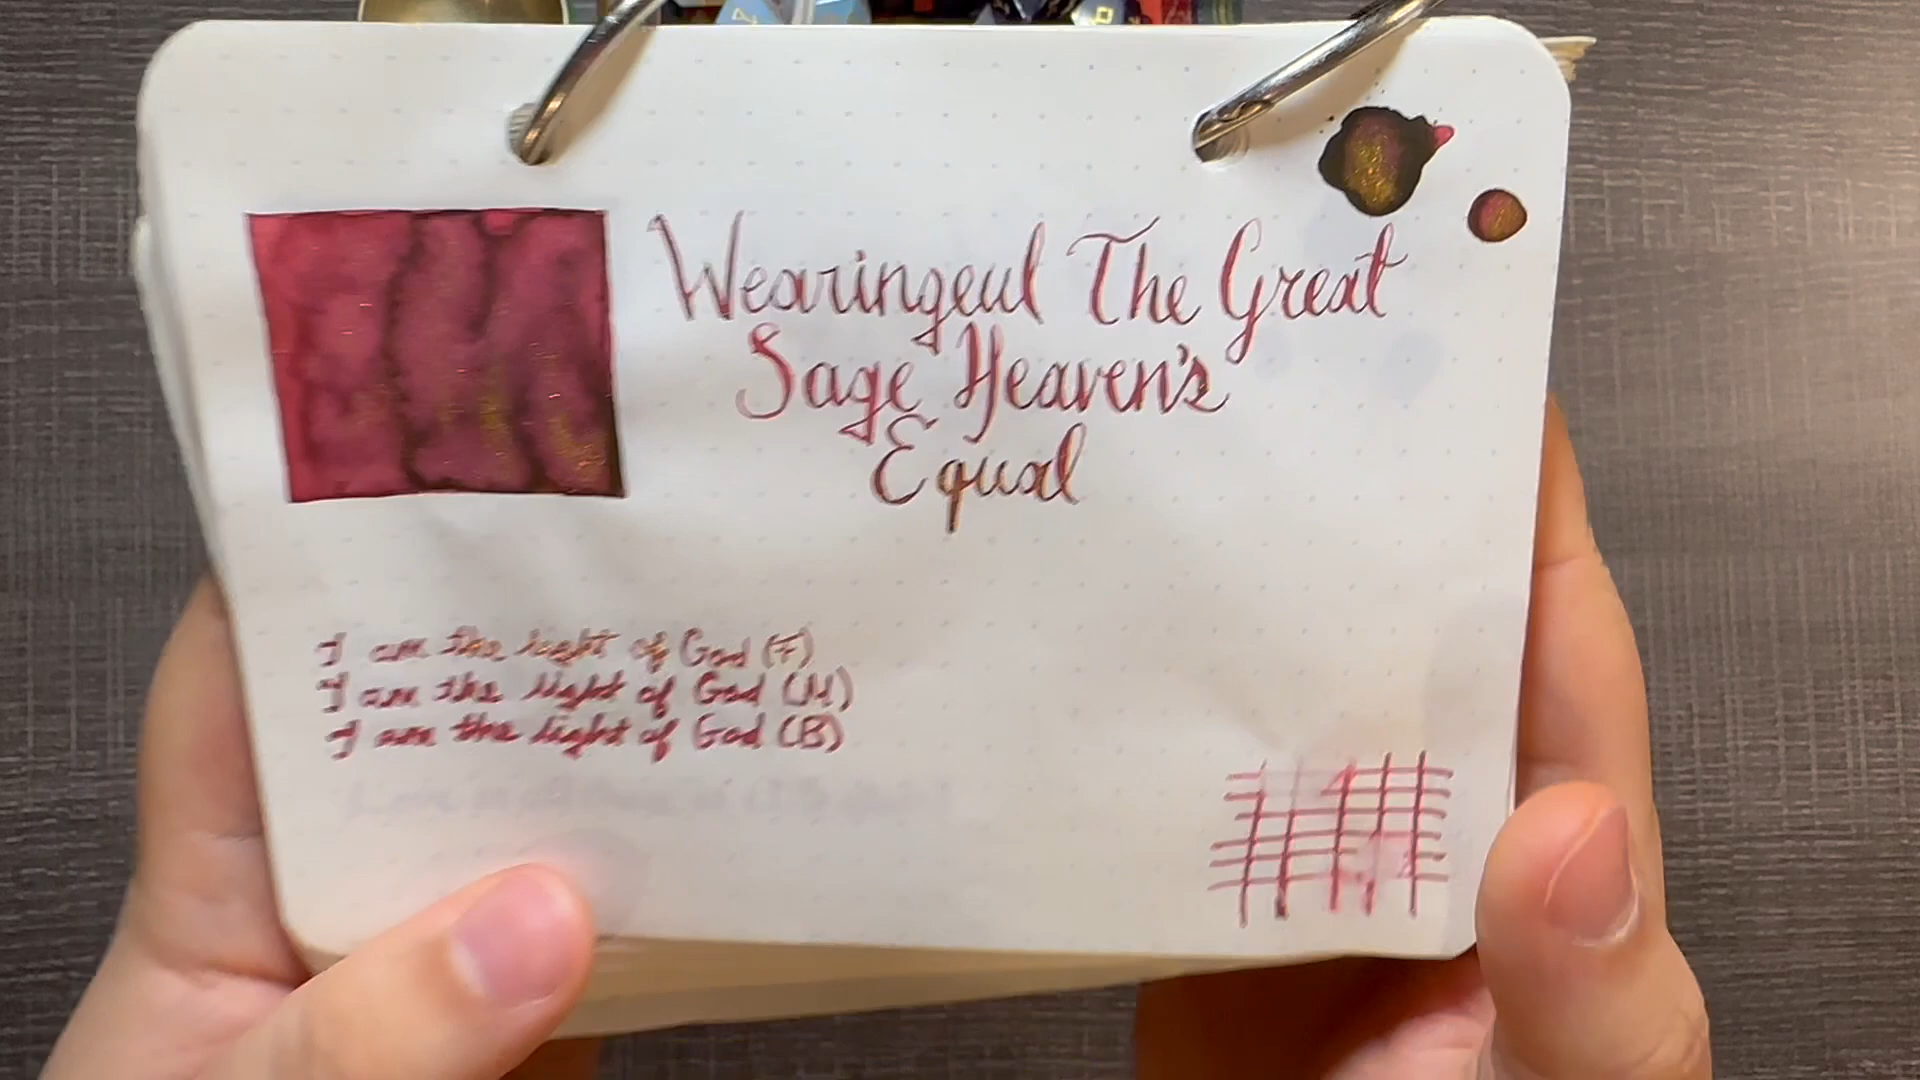 Wearingeul The Great
Sage Heaven's
Equal
I am the light of God (F)
I am the light of God (M)
I am the light of God (B)